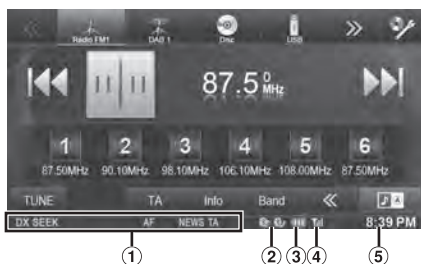 Radio FM1 DAB 1 Disc USB
87.5 MHz
1 2 3 4 5 6
87.50MHz 90.10MHz 98.10MHz 106.10MHz 108.00MHz 87.50MHz
TUNE TA Info Band
DX SEEK AF NEWS TA 8:39 PM
① ② ③ ④ ⑤